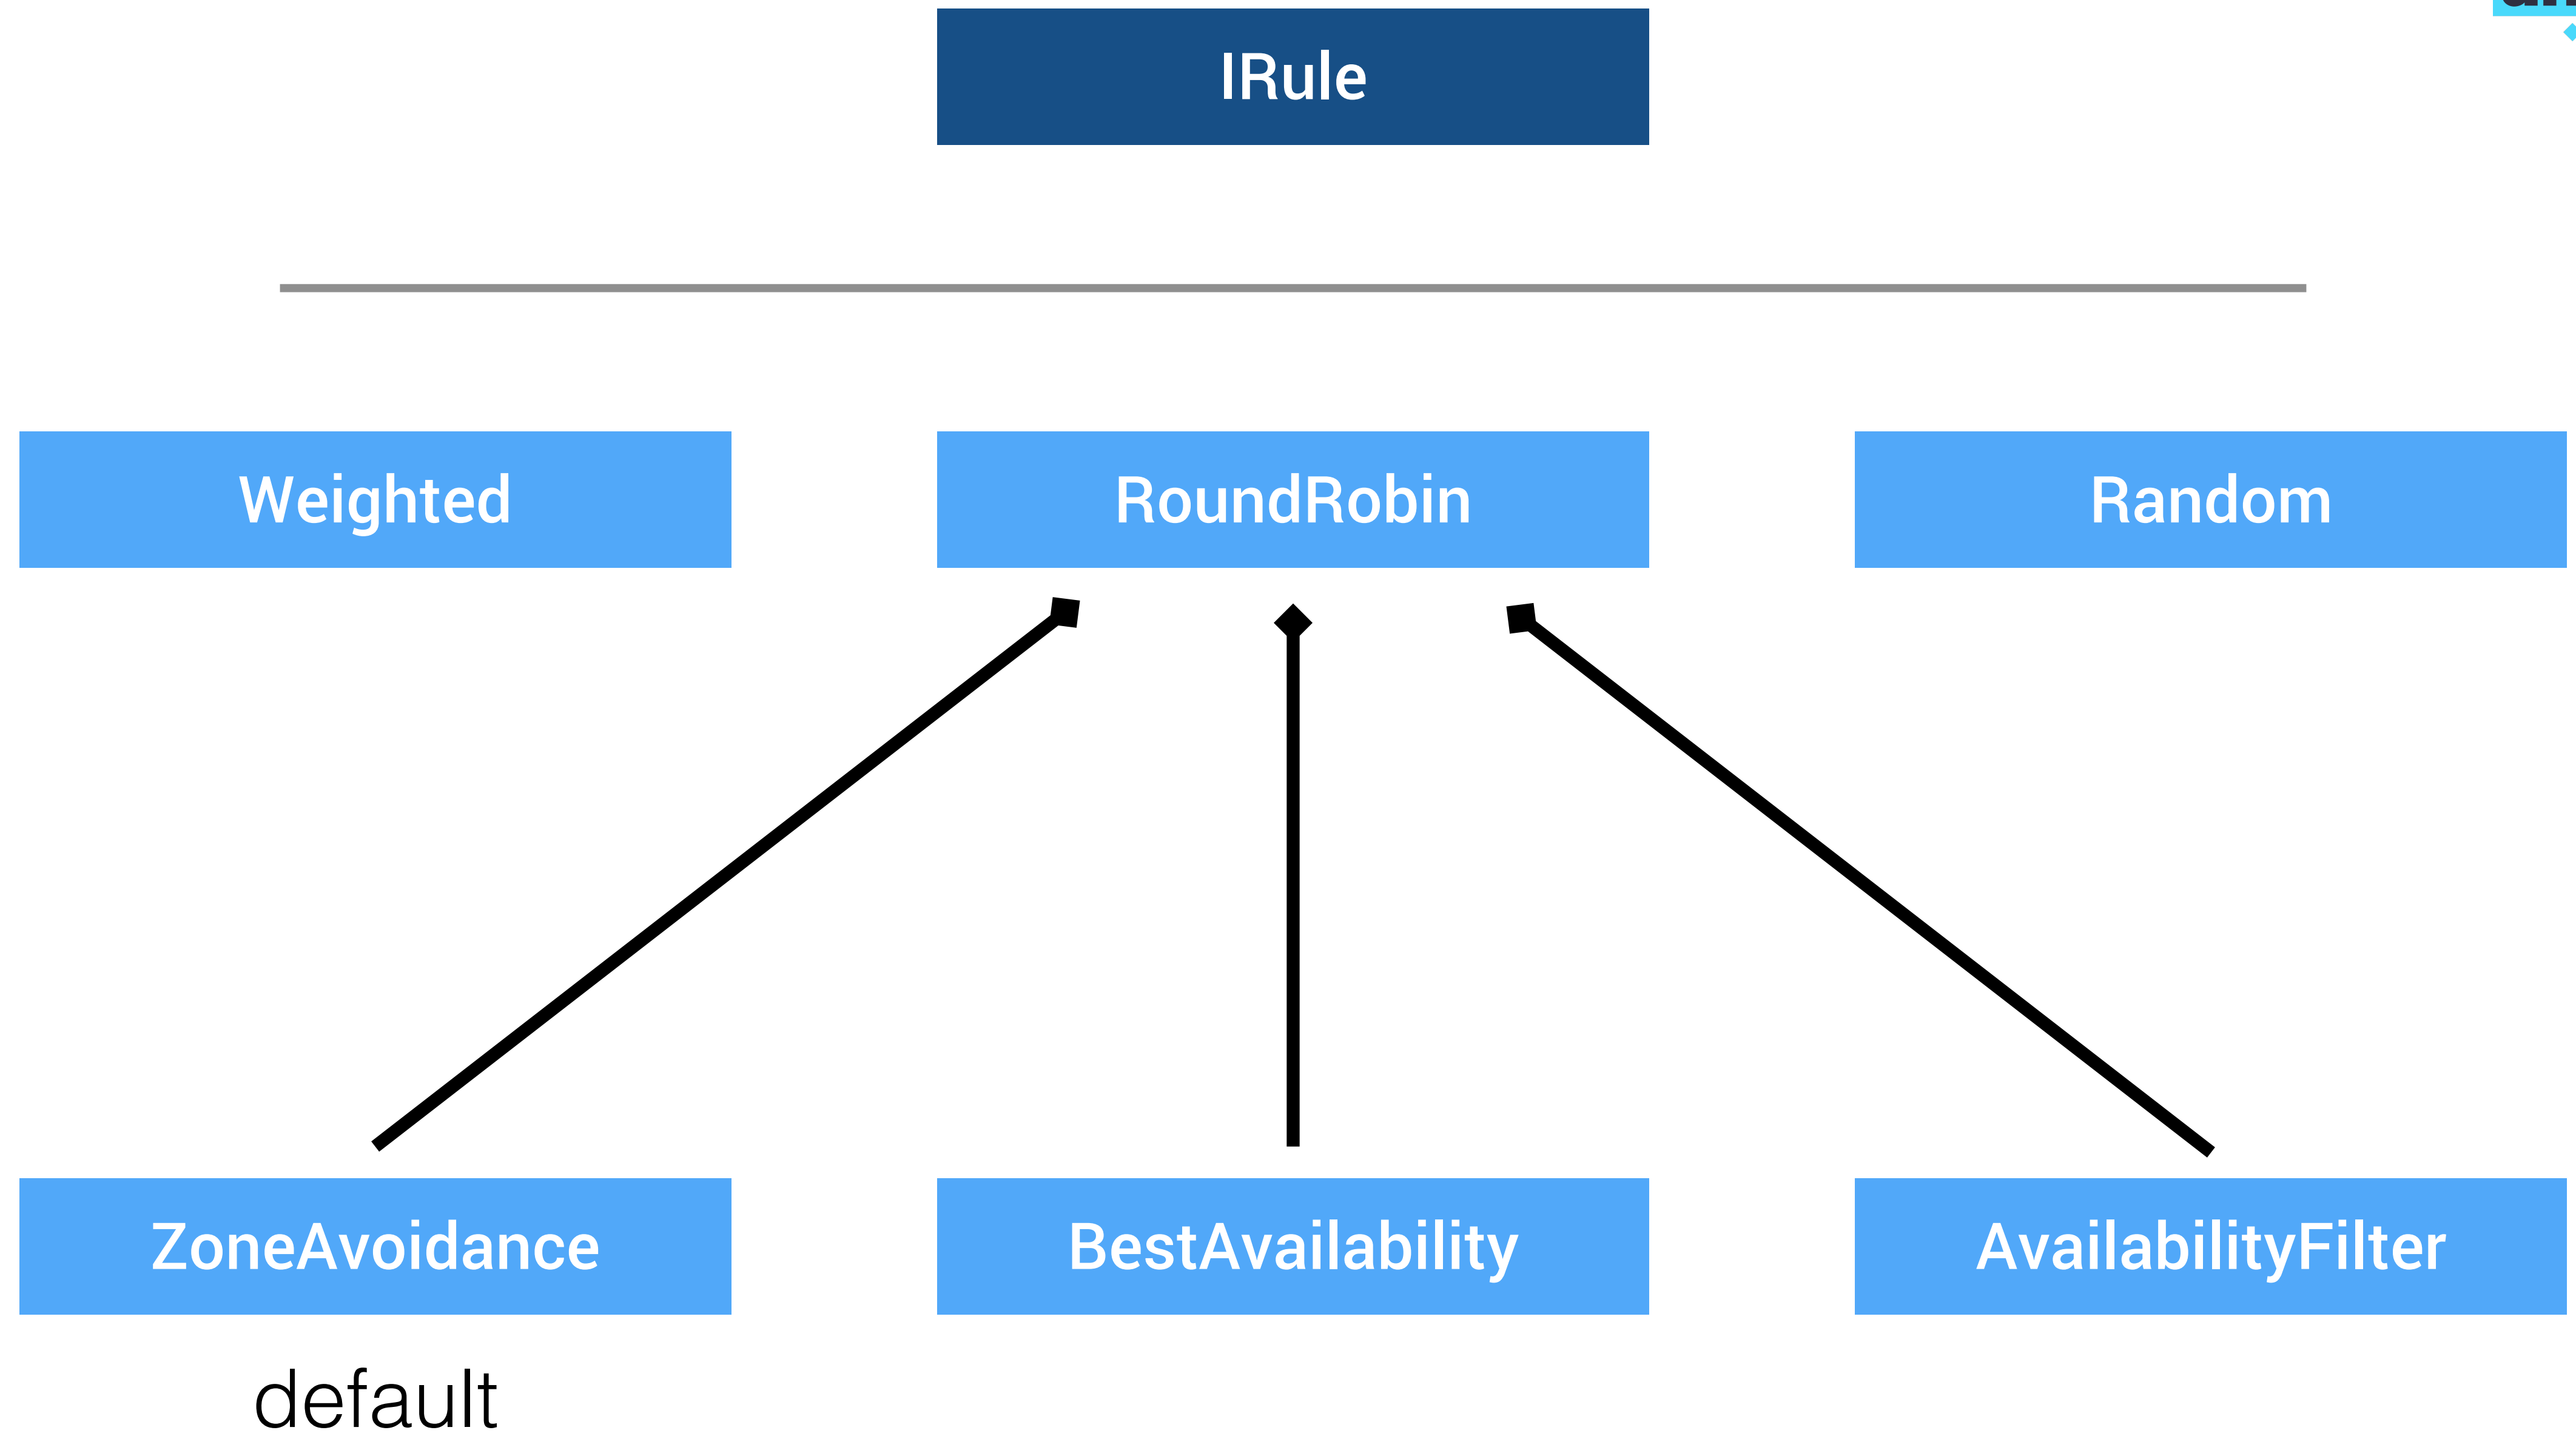 IRule
Weighted
RoundRobin
Random
ZoneAvoidance
BestAvailability
AvailabilityFilter
default